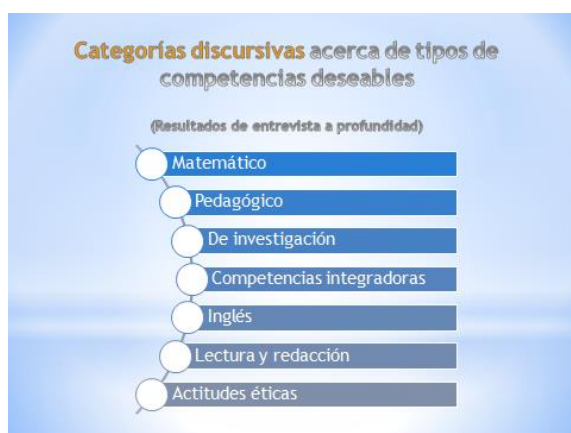 Categorías discursivas acerca de tipos de
competencias deseables
(Resultados de entrevista a profundidad)
Matemático
Pedagógico
De investigación
Competencias integradoras
Inglés
Lectura y redacción
Actitudes éticas